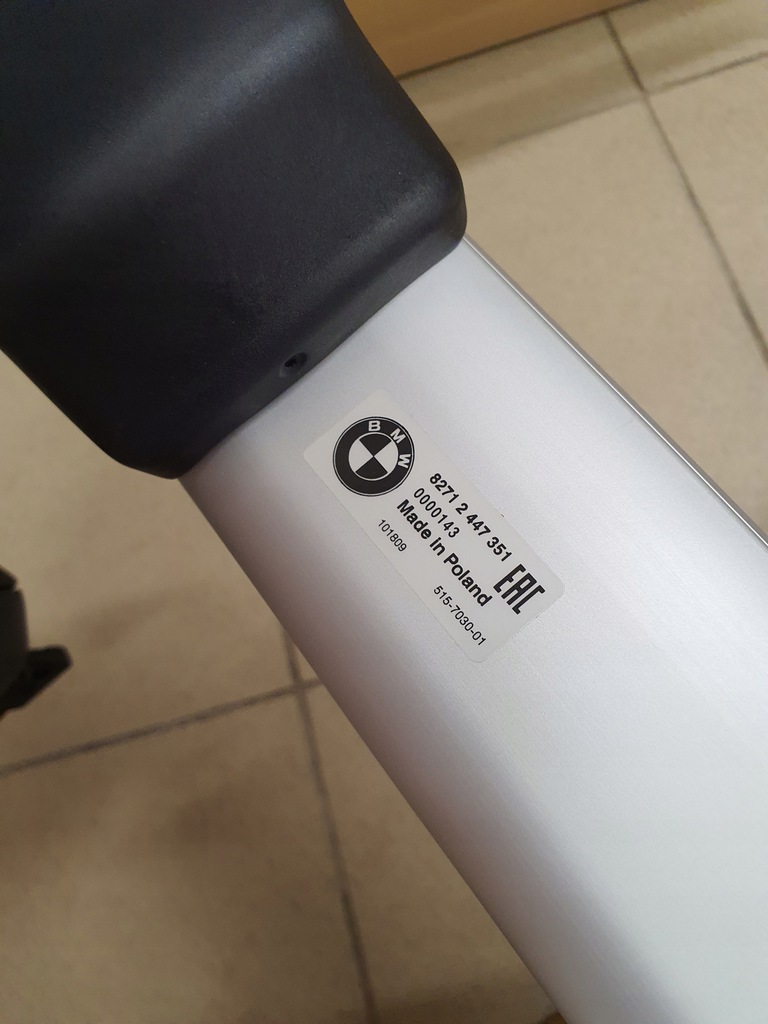 BMW
8271 2 447 351
0000143
Made in Poland
EAC
101809
515-7030-01